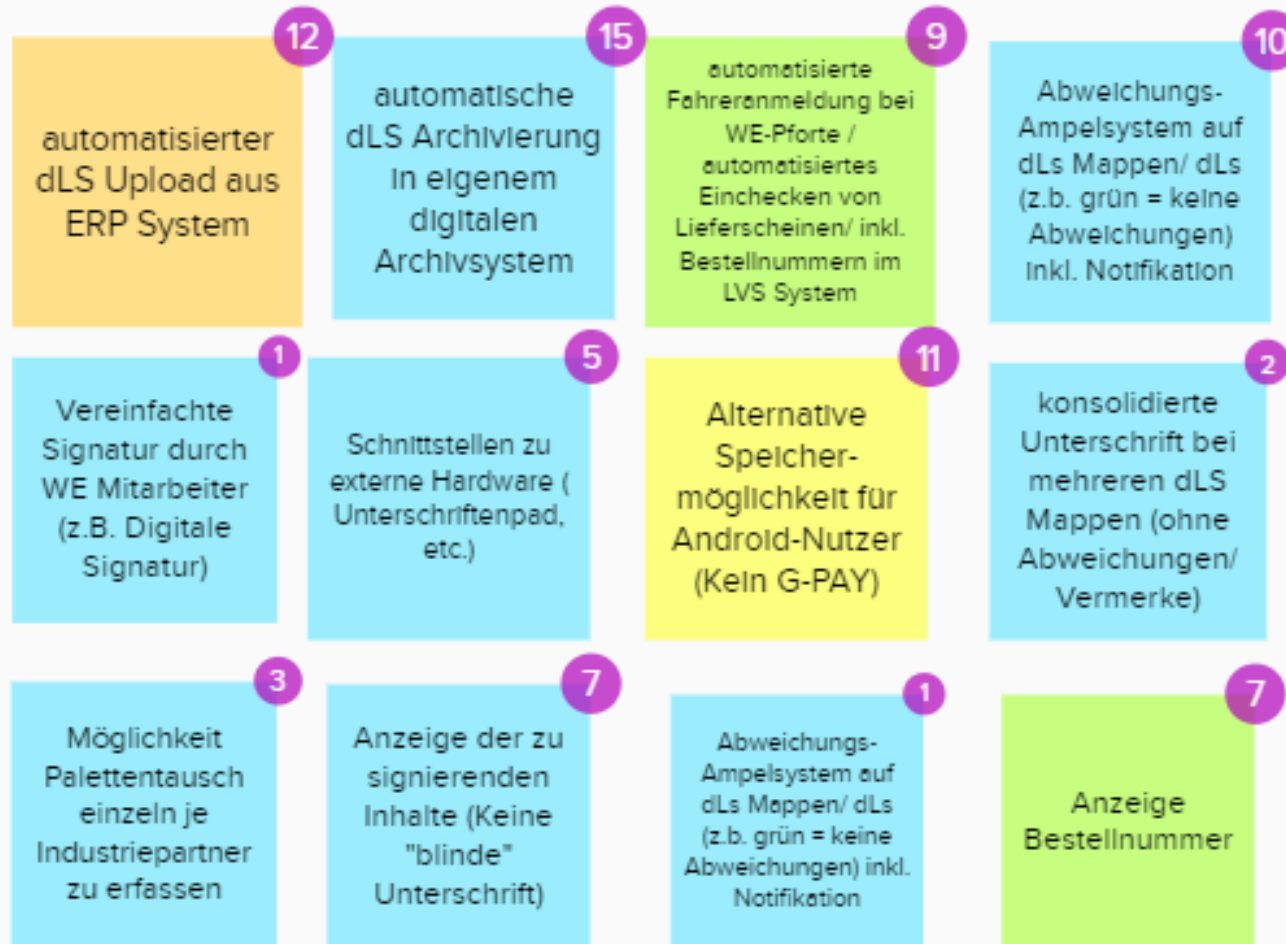 12
automatisierter
dLS Upload aus
ERP System
15
automatische
dLS Archivierung
in eigenem
digitalen
Archivsystem
9
automatisierte
Fahreranmeldung bei
WE-Pforte /
automatisiertes
Einchecken von
Lieferscheinen/ inkl.
Bestellnummern im
LVS System
10
Abweichungs-
Ampelsystem auf
dLs Mappen/ dLs
(z.b. grün = keine
Abweichungen)
inkl. Notifikation
1
Vereinfachte
Signatur durch
WE Mitarbeiter
(z.B. Digitale
Signatur)
5
Schnittstellen zu
externe Hardware (
Unterschriftenpad,
etc.)
11
Alternative
Speicher-
möglichkeit für
Android-Nutzer
(Kein G-PAY)
2
konsolidierte
Unterschrift bei
mehreren dLS
Mappen (ohne
Abweichungen/
Vermerke)
3
Möglichkeit
Palettentausch
einzeln je
Industriepartner
zu erfassen
7
Anzeige der zu
signierenden
Inhalte (Keine
"blinde"
Unterschrift)
1
Abweichungs-
Ampelsystem auf
dLs Mappen/ dLs
(z.b. grün = keine
Abweichungen) inkl.
Notifikation
7
Anzeige
Bestellnummer